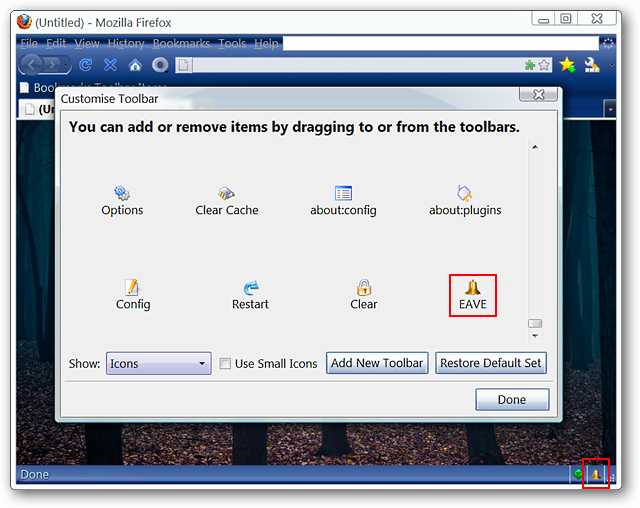 (Untitled) - Mozilla Firefox
File Edit View History Bookmarks Tools Help
Bookmarks Toolbar Items
(Un
Customise Toolbar
You can add or remove items by dragging to or from the toolbars.
Options Clear Cache about:config about:plugins
Config Restart Clear EAVE
Show: Icons Use Small Icons Add New Toolbar Restore Default Set
Done
Done